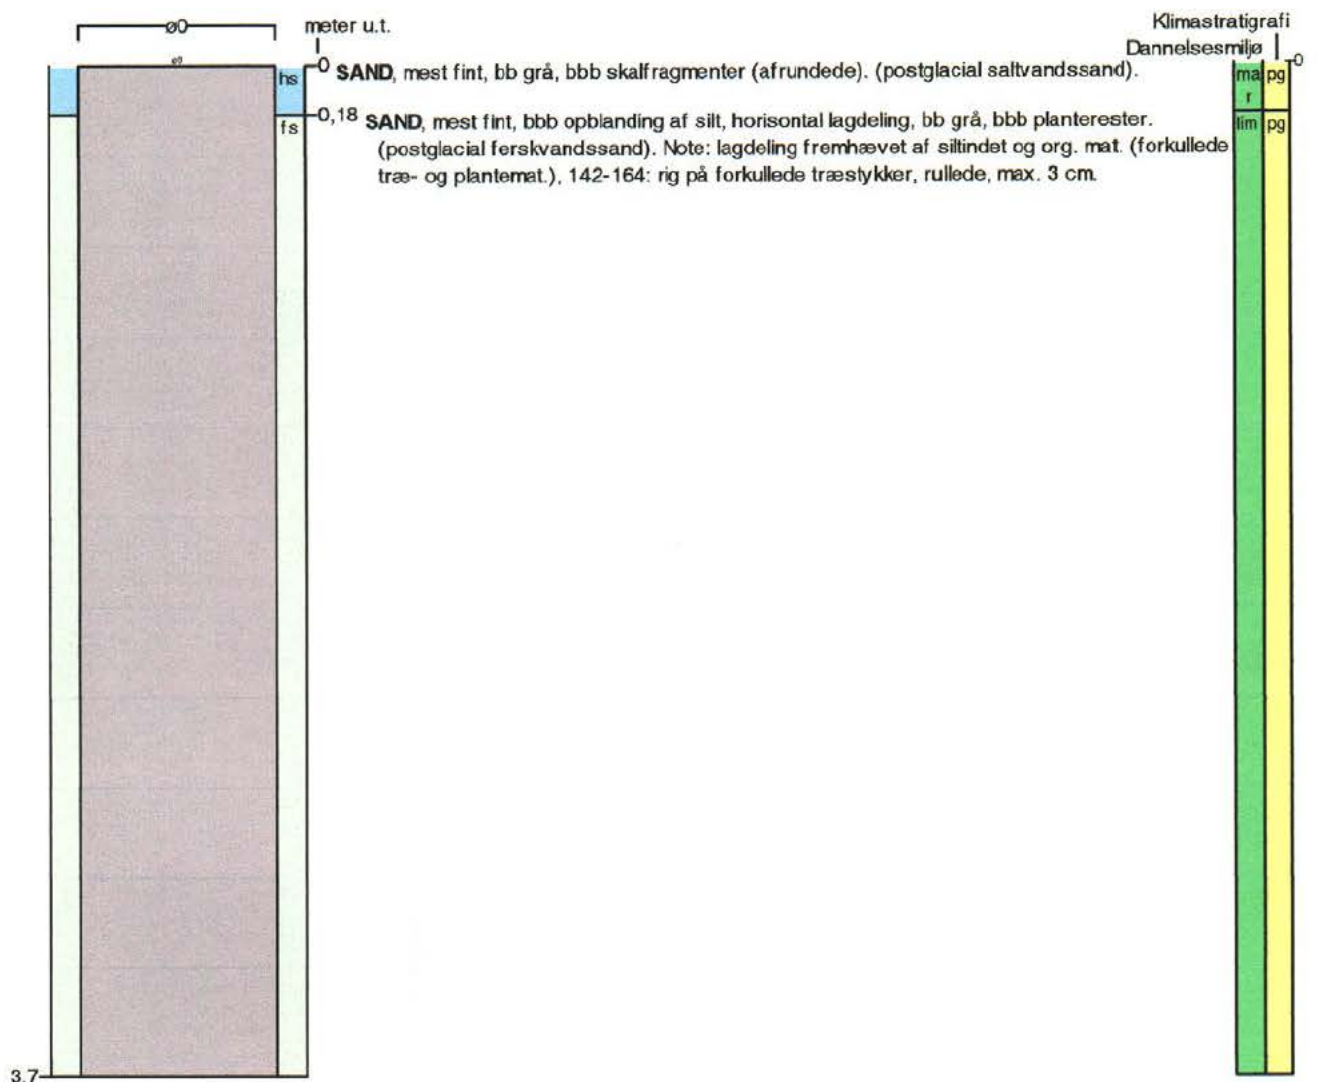 ø0
meter u.t.
Klimastratigrafi
Dannelsesmiljø
0
hs
0 SAND, mest fint, bb grå, bbb skalfragmenter (afrundede). (postglacial saltvandssand).
ma pg
r
fs
0,18 SAND, mest fint, bbb opblanding af silt, horisontal lagdeling, bb grå, bbb planterester.
(postglacial ferskvandssand). Note: lagdeling fremhævet af siltindet og org. mat. (forkullede
træ- og plantemat.), 142-164: rig på forkullede træstykker, rullede, max. 3 cm.
lim pg
3.7